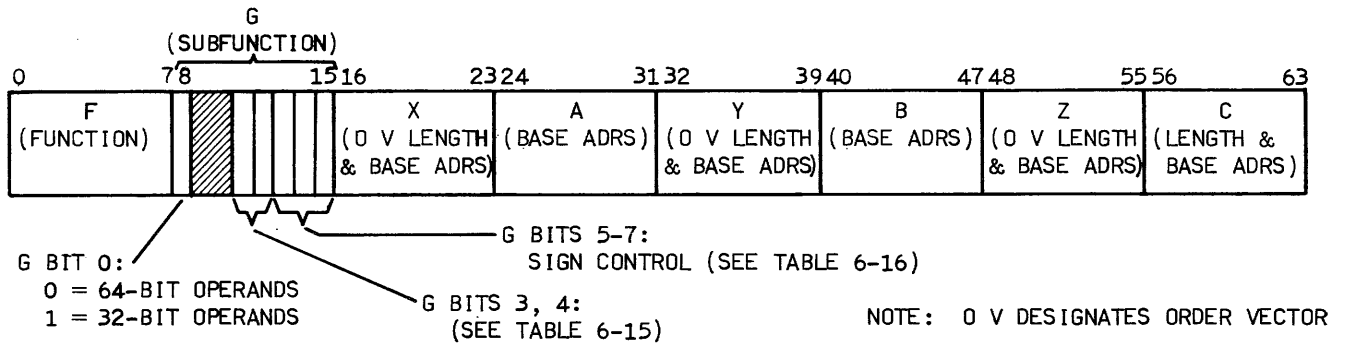 G
(SUBFUNCTION)
0 7 8 15 16 23 24 31 32 39 40 47 48 55 56 63
F
(FUNCTION)
X
(O V LENGTH
& BASE ADRS)
A
(BASE ADRS)
Y
(O V LENGTH
& BASE ADRS)
B
(BASE ADRS)
Z
(O V LENGTH
& BASE ADRS)
C
(LENGTH &
BASE ADRS)
G BIT 0:
0 = 64-BIT OPERANDS
1 = 32-BIT OPERANDS
G BITS 5-7:
SIGN CONTROL (SEE TABLE 6-16)
G BITS 3, 4:
(SEE TABLE 6-15)
NOTE: O V DESIGNATES ORDER VECTOR